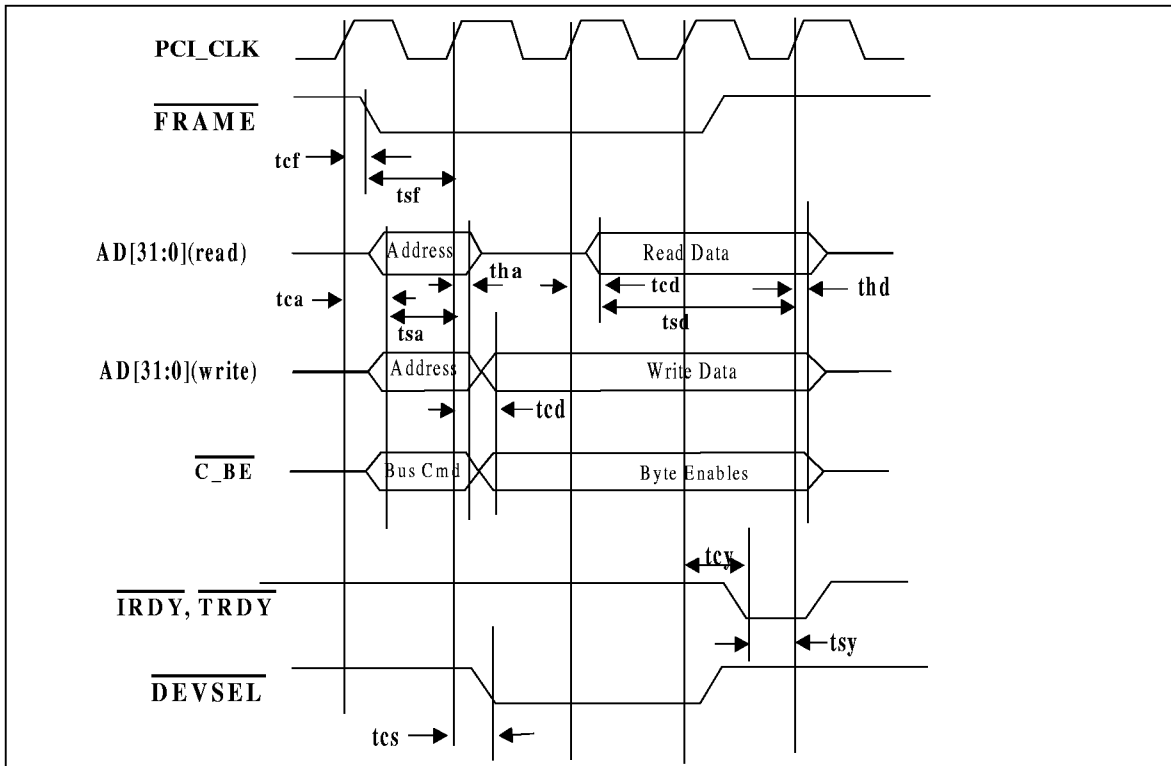 PCI_CLK
FRAME
tcf
tsf
AD[31:0](read)
Address
Read Data
tha
tcd
thd
tca
tsa
tsd
AD[31:0](write)
Address
Write Data
tcd
C_BE
Bus Cmd
Byte Enables
tcy
IRDY, TRDY
tsy
DEVSEL
tcs